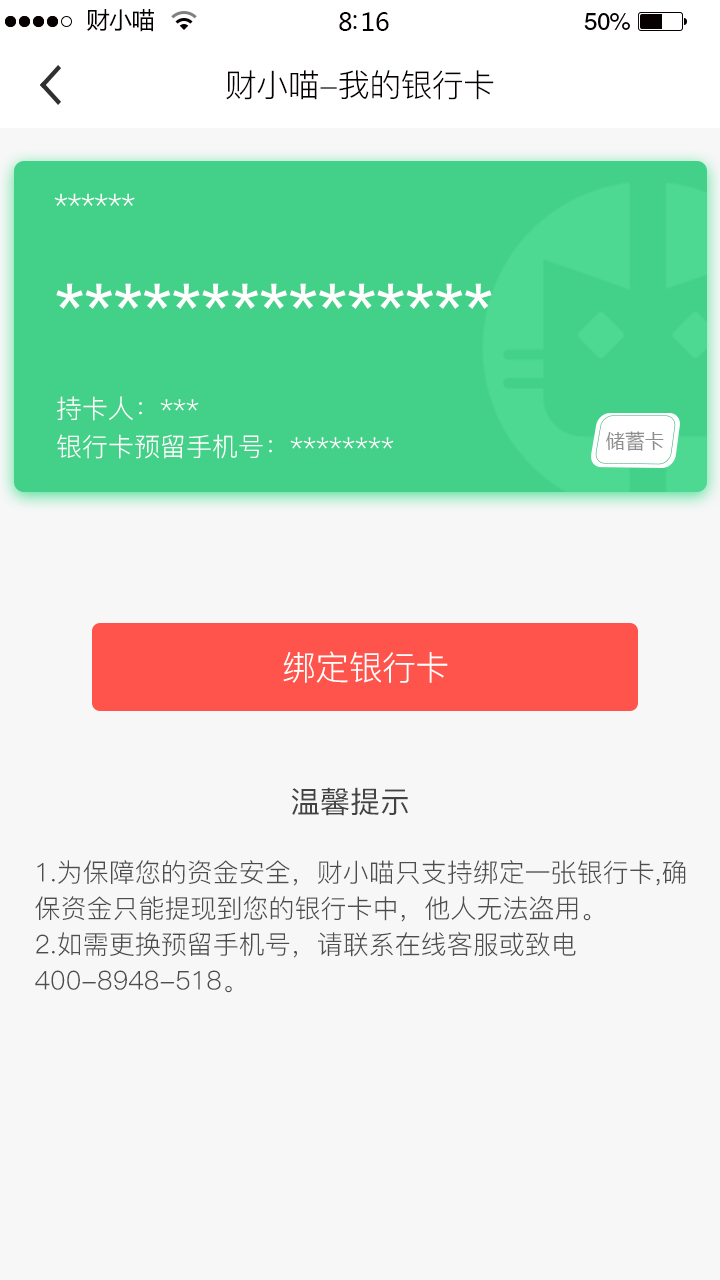 财小喵 8:16 50%
财小喵–我的银行卡
******
***************
持卡人：***
银行卡预留手机号：********
储蓄卡
绑定银行卡
温馨提示
1.为保障您的资金安全，财小喵只支持绑定一张银行卡,确
保资金只能提现到您的银行卡中，他人无法盗用。
2.如需更换预留手机号，请联系在线客服或致电
400–8948–518。